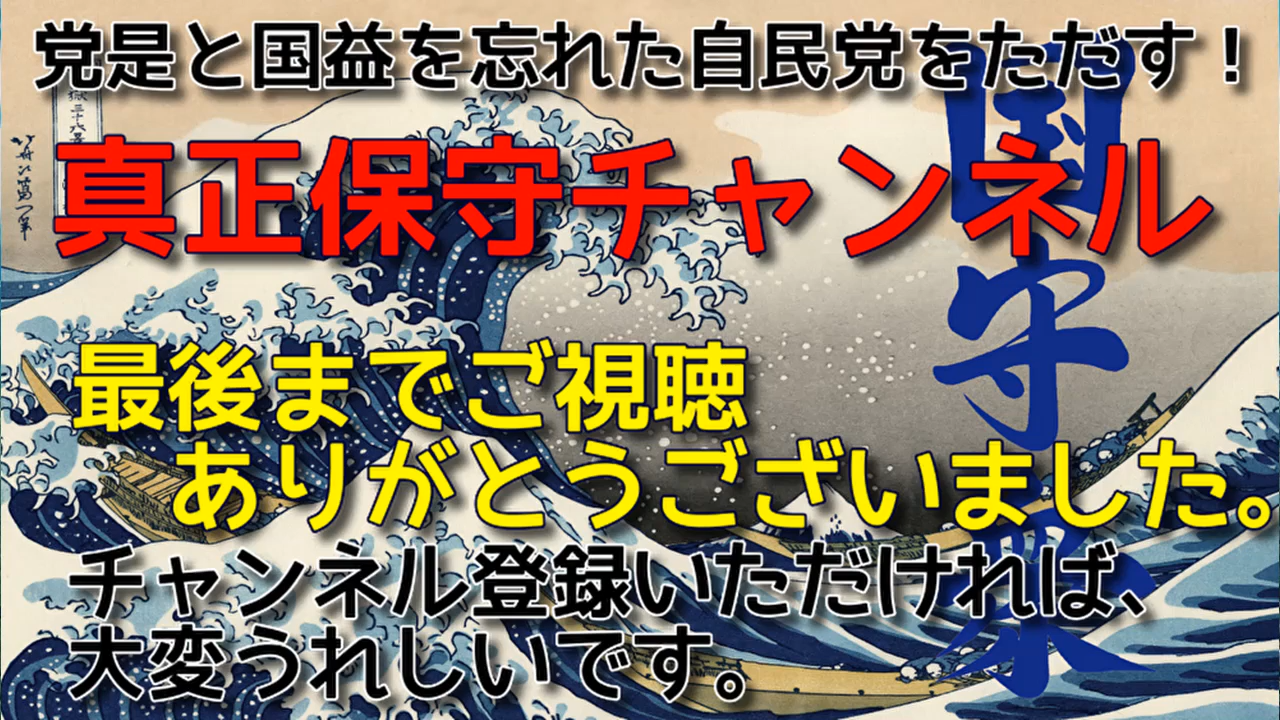 党是と国益を忘れた自民党をただす！
真正保守チャンネル
国守衆
最後までご視聴
ありがとうございました。
チャンネル登録いただければ、
大変うれしいです。